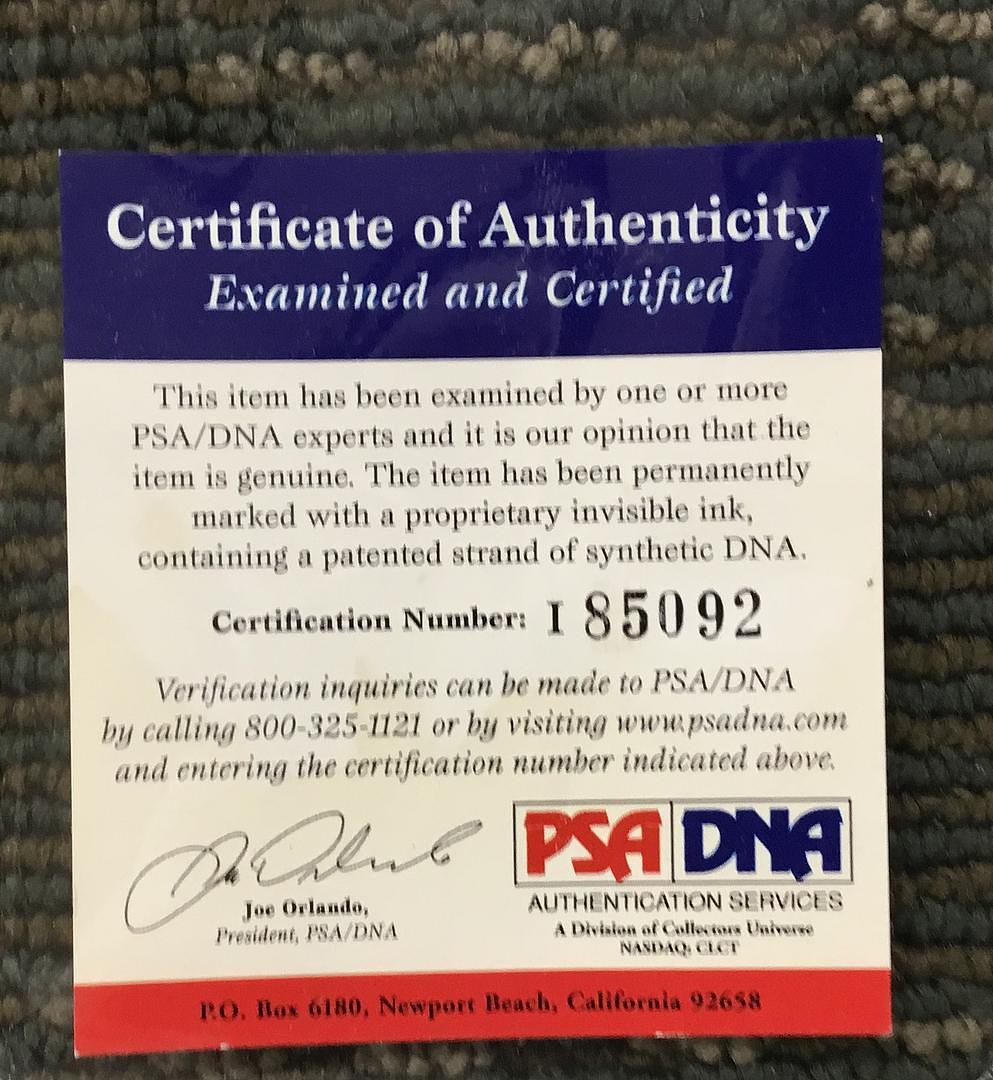 Certificate of Authenticity
Examined and Certified
This item has been examined by one or more
PSA/DNA experts and it is our opinion that the
item is genuine. The item has been permanently
marked with a proprietary invisible ink,
containing a patented strand of synthetic DNA.
Certification Number: I 85092
Verification inquiries can be made to PSA/DNA
by calling 800-325-1121 or by visiting www.psadna.com
and entering the certification number indicated above.
Joe Orlando,
President, PSA/DNA
PSA DNA
AUTHENTICATION SERVICES
A Division of Collectors Universe
NASDAQ: CLCT
P.O. Box 6180, Newport Beach, California 92658